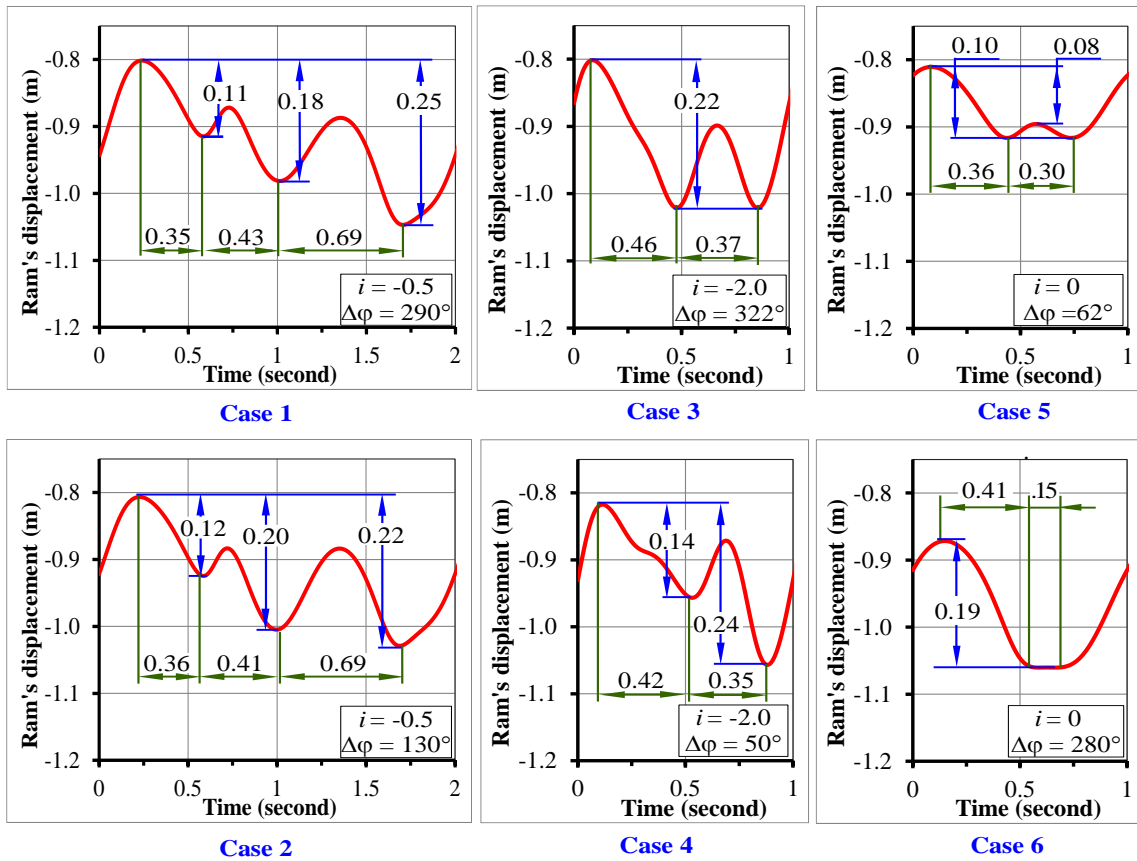 Ram's displacement (m)
-0.8
-0.9
-1.0
-1.1
-1.2
0.11
0.18
0.25
0.35
0.43
0.69
i = -0.5
Δφ = 290°
0
0.5
1
1.5
2
Time (second)
Case 1
Ram's displacement (m)
-0.8
-0.9
-1.0
-1.1
-1.2
0.22
0.46
0.37
i = -2.0
Δφ = 322°
0
0.5
1
Time (second)
Case 3
Ram's displacement (m)
-0.8
-0.9
-1.0
-1.1
-1.2
0.10
0.08
0.36
0.30
i = 0
Δφ =62°
0
0.5
1
Time (second)
Case 5
Ram's displacement (m)
-0.8
-0.9
-1.0
-1.1
-1.2
0.12
0.20
0.22
0.36
0.41
0.69
i = -0.5
Δφ = 130°
0
0.5
1
1.5
2
Time (second)
Case 2
Ram's displacement (m)
-0.8
-0.9
-1.0
-1.1
-1.2
0.14
0.24
0.42
0.35
i = -2.0
Δφ = 50°
0
0.5
1
Time (second)
Case 4
Ram's displacement (m)
-0.8
-0.9
-1.0
-1.1
-1.2
0.41
.15
0.19
i = 0
Δφ = 280°
0
0.5
1
Time (second)
Case 6